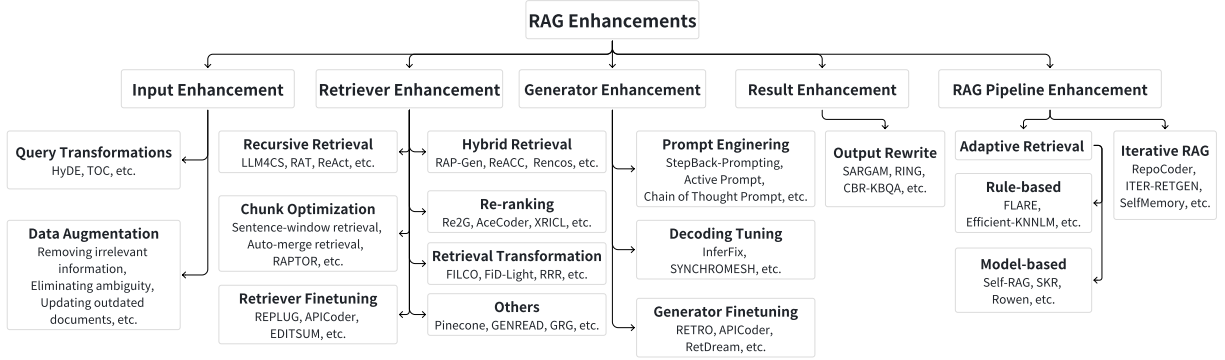 RAG Enhancements
Input Enhancement
Retriever Enhancement
Generator Enhancement
Result Enhancement
RAG Pipeline Enhancement
Query Transformations
HyDE, TOC, etc.
Data Augmentation
Removing irrelevant
information,
Eliminating ambiguity,
Updating outdated
documents, etc.
Recursive Retrieval
LLM4CS, RAT, ReAct, etc.
Chunk Optimization
Sentence-window retrieval,
Auto-merge retrieval,
RAPTOR, etc.
Retriever Finetuning
REPLUG, APICoder,
EDITSUM, etc.
Hybrid Retrieval
RAP-Gen, ReACC, Rencos, etc.
Re-ranking
Re2G, AceCoder, XRICL, etc.
Retrieval Transformation
FILCO, FiD-Light, RRR, etc.
Others
Pinecone, GENREAD, GRG, etc.
Prompt Enginering
StepBack-Prompting,
Active Prompt,
Chain of Thought Prompt, etc.
Decoding Tuning
InferFix,
SYNCHROMESH, etc.
Generator Finetuning
RETRO, APICoder,
RetDream, etc.
Output Rewrite
SARGAM, RING,
CBR-KBQA, etc.
Adaptive Retrieval
Rule-based
FLARE,
Efficient-KNNLM, etc.
Model-based
Self-RAG, SKR,
Rowen, etc.
Iterative RAG
RepoCoder,
ITER-RETGEN,
SelfMemory, etc.